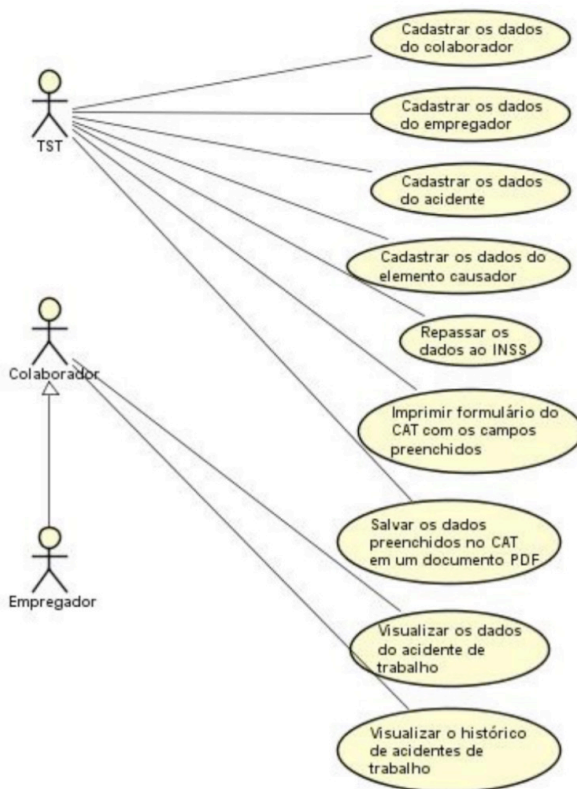 Cadastrar os dados
do colaborador
TST
Cadastrar os dados
do empregador
Cadastrar os dados
do acidente
Cadastrar os dados do
elemento causador
Repassar os
dados ao INSS
Colaborador
Imprimir formulário do
CAT com os campos
preenchidos
Salvar os dados
preenchidos no CAT
em um documento PDF
Empregador
Visualizar os dados
do acidente de
trabalho
Visualizar o histórico
de acidentes de
trabalho